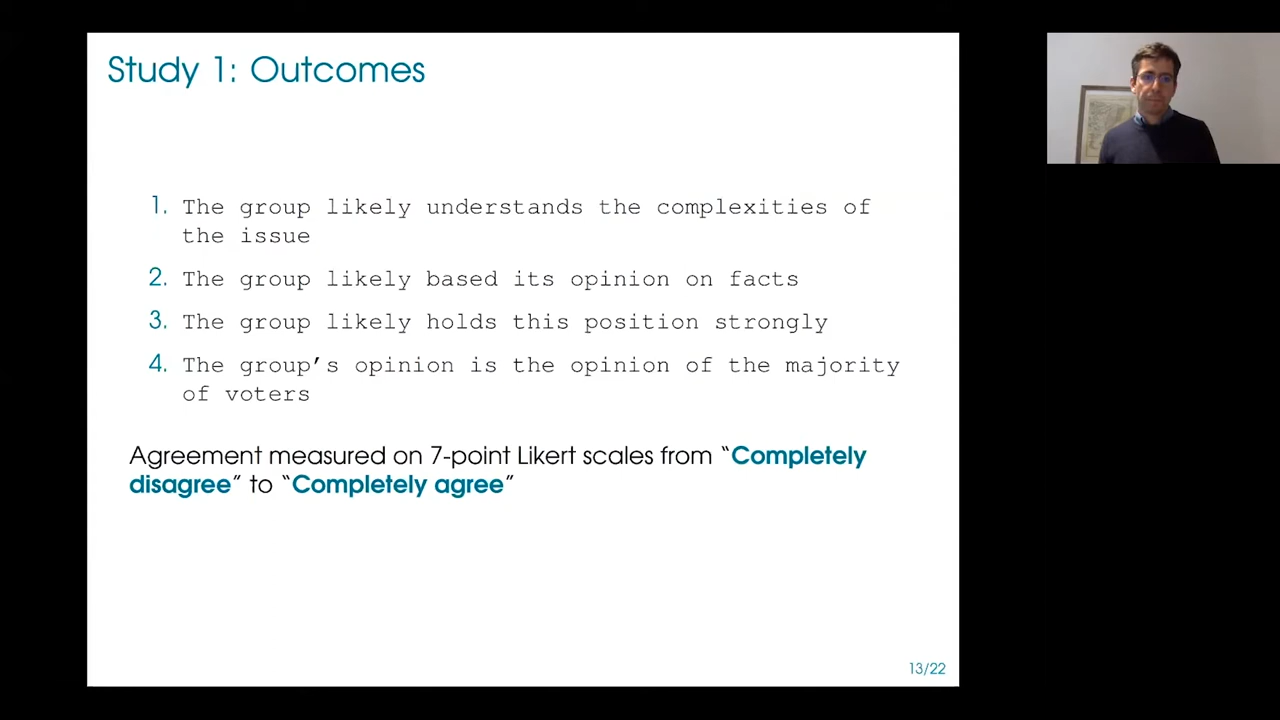 Study 1: Outcomes
1. The group likely understands the complexities of
the issue
2. The group likely based its opinion on facts
3. The group likely holds this position strongly
4. The group’s opinion is the opinion of the majority
of voters
Agreement measured on 7-point Likert scales from “Completely
disagree” to “Completely agree”
13/22